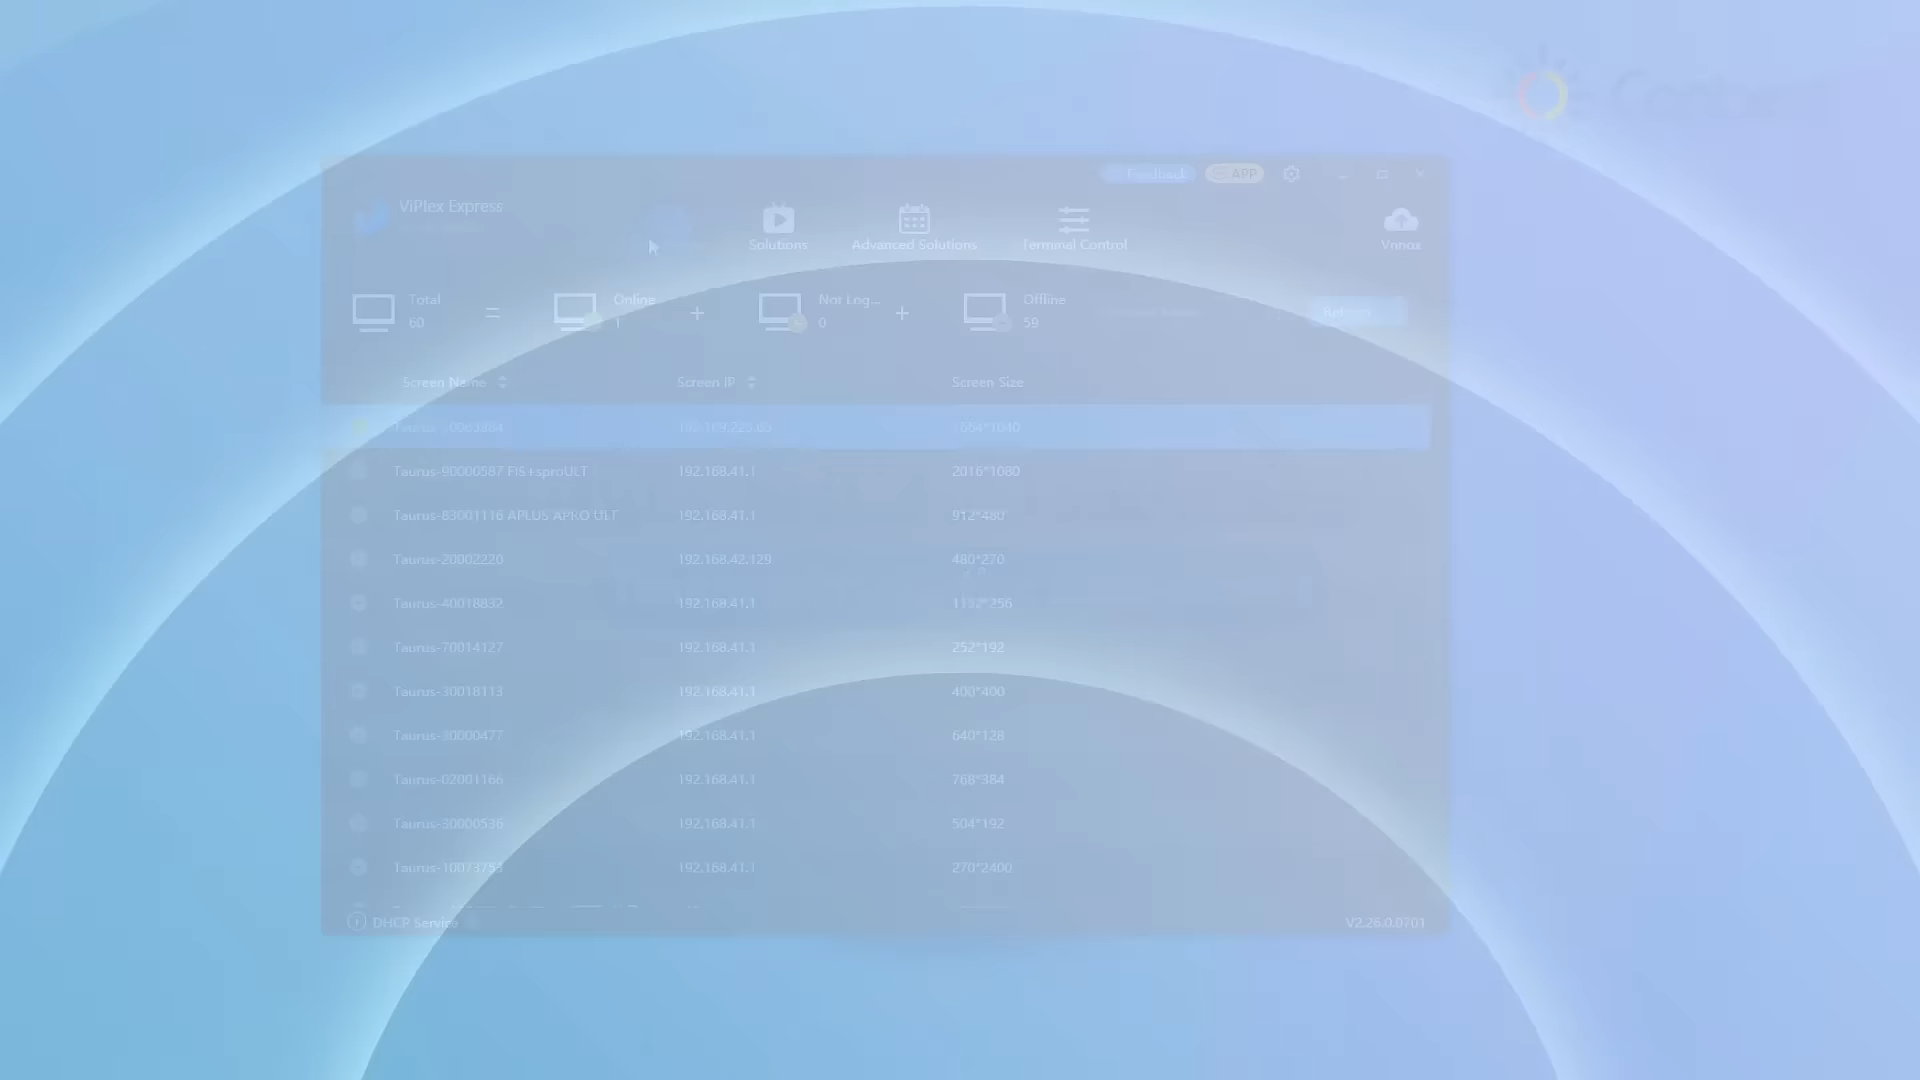 Feedback APP
ViPlex Express
Solutions Advanced Solutions Terminal Control Vnnox
Total Online Not Log... Offline
60 = 1 + 0 + 59 Refresh
Screen Name Screen IP Screen Size
Taurus-90000587 FIS+sproULT 192.168.41.1 2016*1080
Taurus-83001116 APLUS APRO ULT 192.168.41.1 912*480
Taurus-20002220 192.168.42.129 480*270
Taurus-40018832 192.168.41.1 1152*256
Taurus-70014127 192.168.41.1 252*192
Taurus-30018113 192.168.41.1 400*400
Taurus-30000477 192.168.41.1 640*128
Taurus-02001166 192.168.41.1 768*384
Taurus-30000536 192.168.41.1 504*192
Taurus-10073753 192.168.41.1 270*2400
DHCP Service V2.26.0.0701